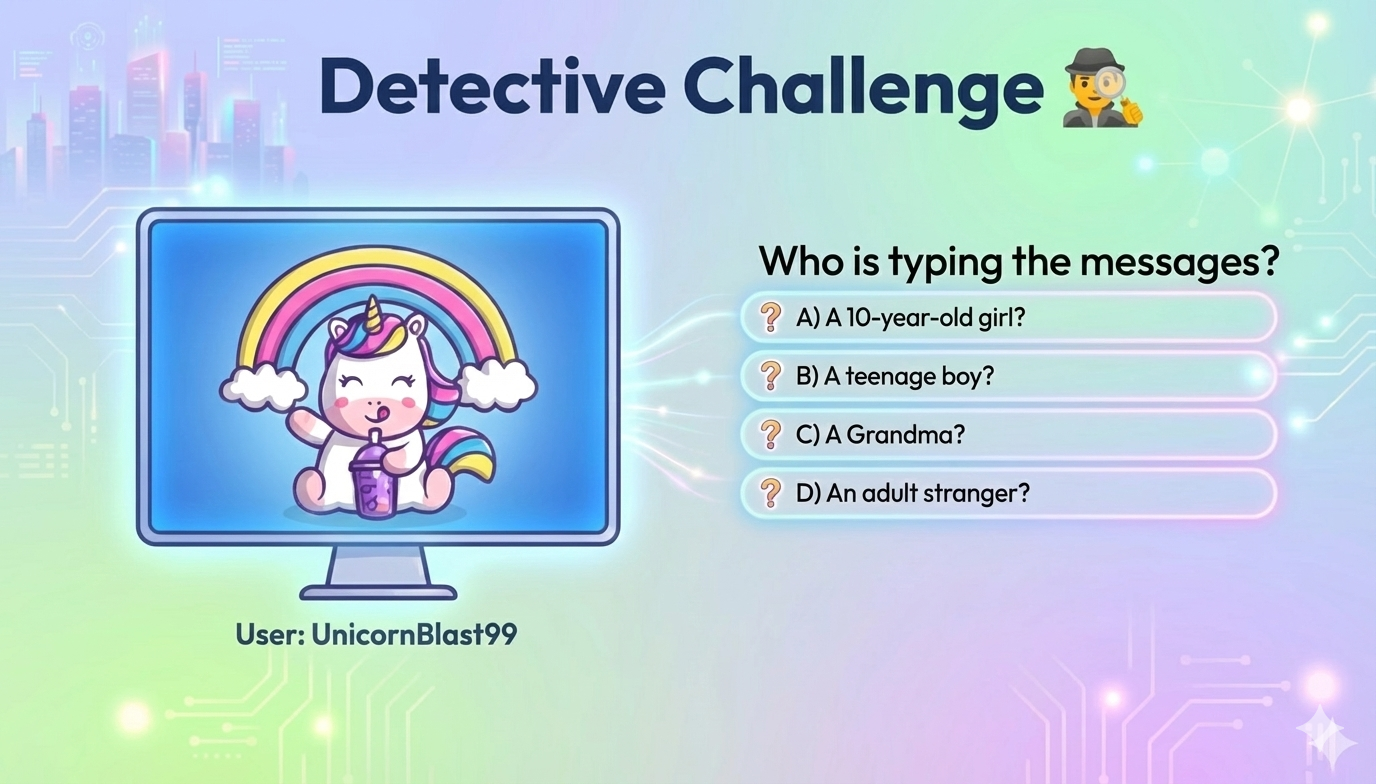 Detective Challenge
Who is typing the messages?
A) A 10-year-old girl?
B) A teenage boy?
C) A Grandma?
D) An adult stranger?
User: UnicornBlast99